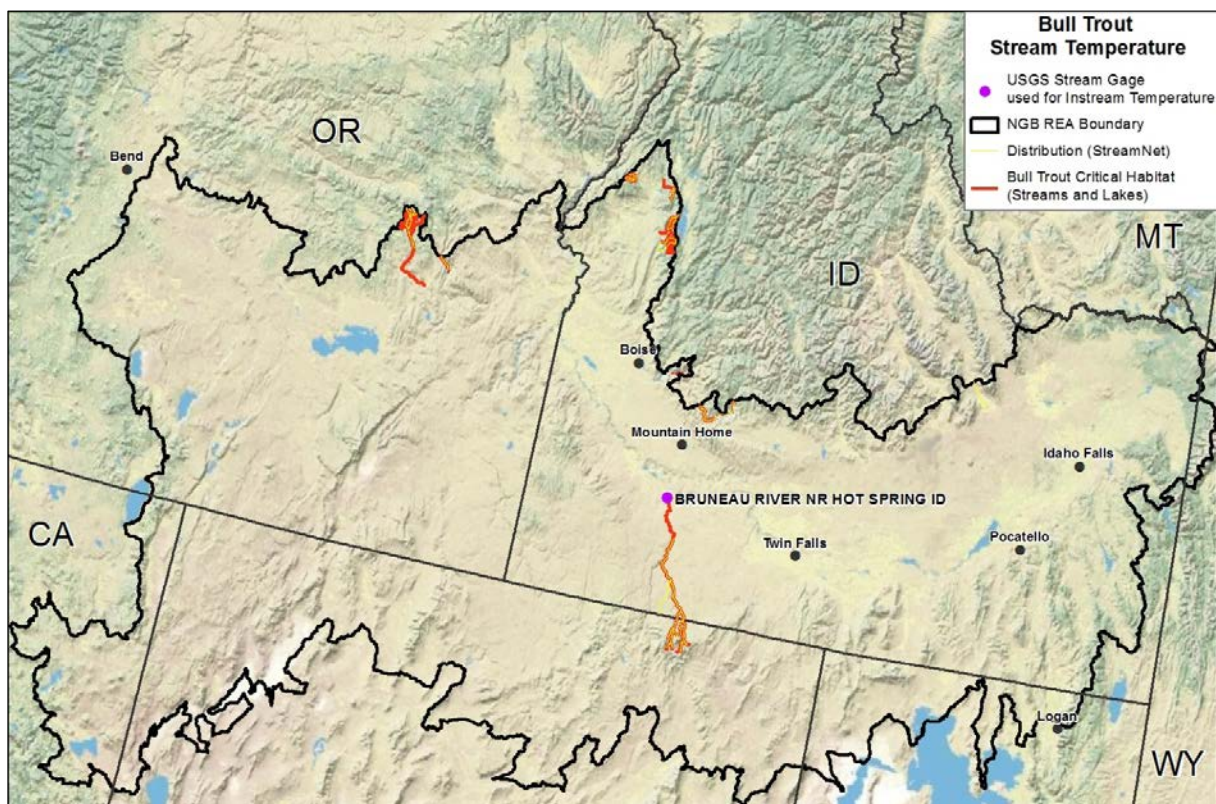 Bull Trout
Stream Temperature
USGS Stream Gage
used for Instream Temperature
NGB REA Boundary
Distribution (StreamNet)
Bull Trout Critical Habitat
(Streams and Lakes)
OR
Bend
MT
ID
Boise
Mountain Home
Idaho Falls
BRUNEAU RIVER NR HOT SPRING ID
CA
Twin Falls
Pocatello
Logan
WY